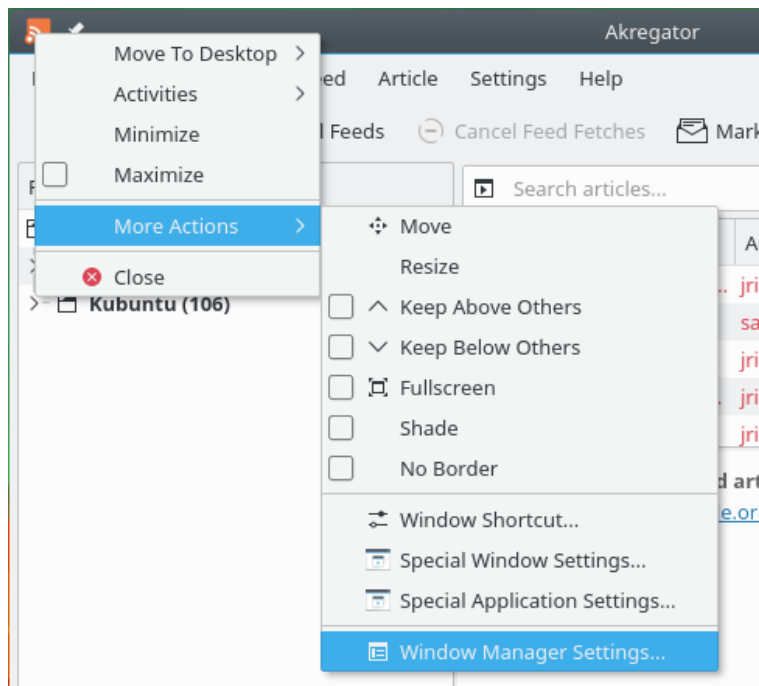 Akregator
Move To Desktop
Article Settings Help
Activities
Minimize
Feeds Cancel Feed Fetches
Maximize
Search articles...
More Actions
Move
Close
Resize
Kubuntu (106)
Keep Above Others
Keep Below Others
Fullscreen
Shade
No Border
Window Shortcut...
Special Window Settings...
Special Application Settings...
Window Manager Settings...